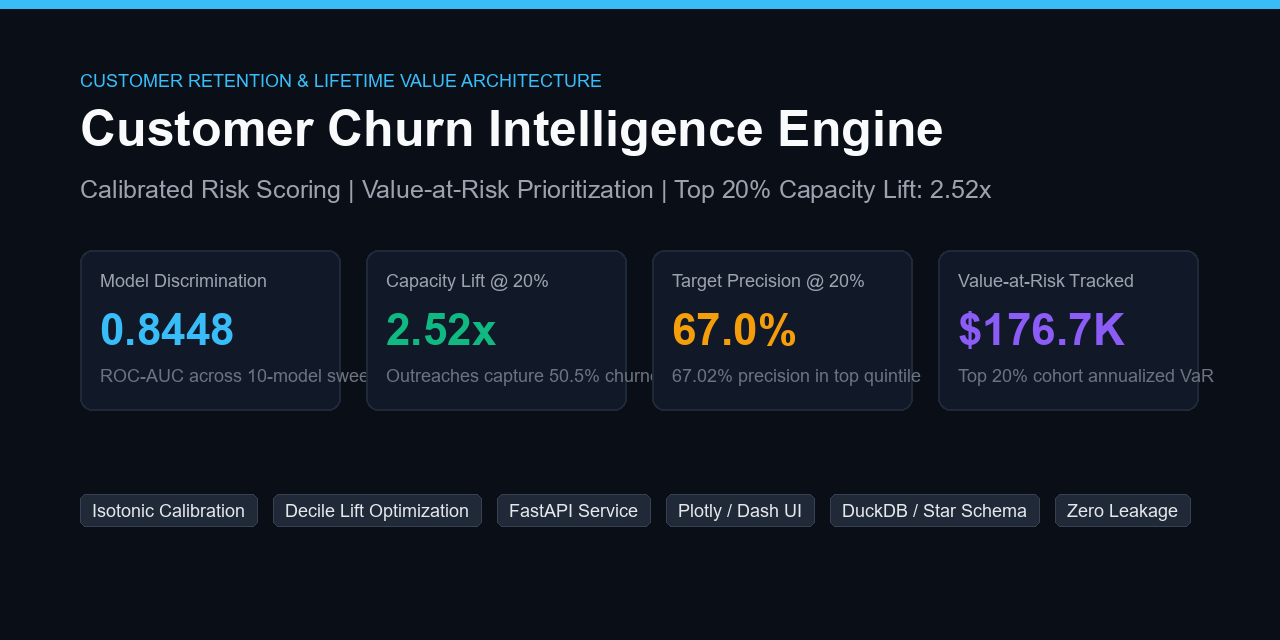 CUSTOMER RETENTION & LIFETIME VALUE ARCHITECTURE
Customer Churn Intelligence Engine
Calibrated Risk Scoring | Value-at-Risk Prioritization | Top 20% Capacity Lift: 2.52x
Model Discrimination
0.8448
ROC-AUC across 10-model swee
Capacity Lift @ 20%
2.52x
Outreaches capture 50.5% churne
Target Precision @ 20%
67.0%
67.02% precision in top quintile
Value-at-Risk Tracked
$176.7K
Top 20% cohort annualized VaR
Isotonic Calibration
Decile Lift Optimization
FastAPI Service
Plotly / Dash UI
DuckDB / Star Schema
Zero Leakage